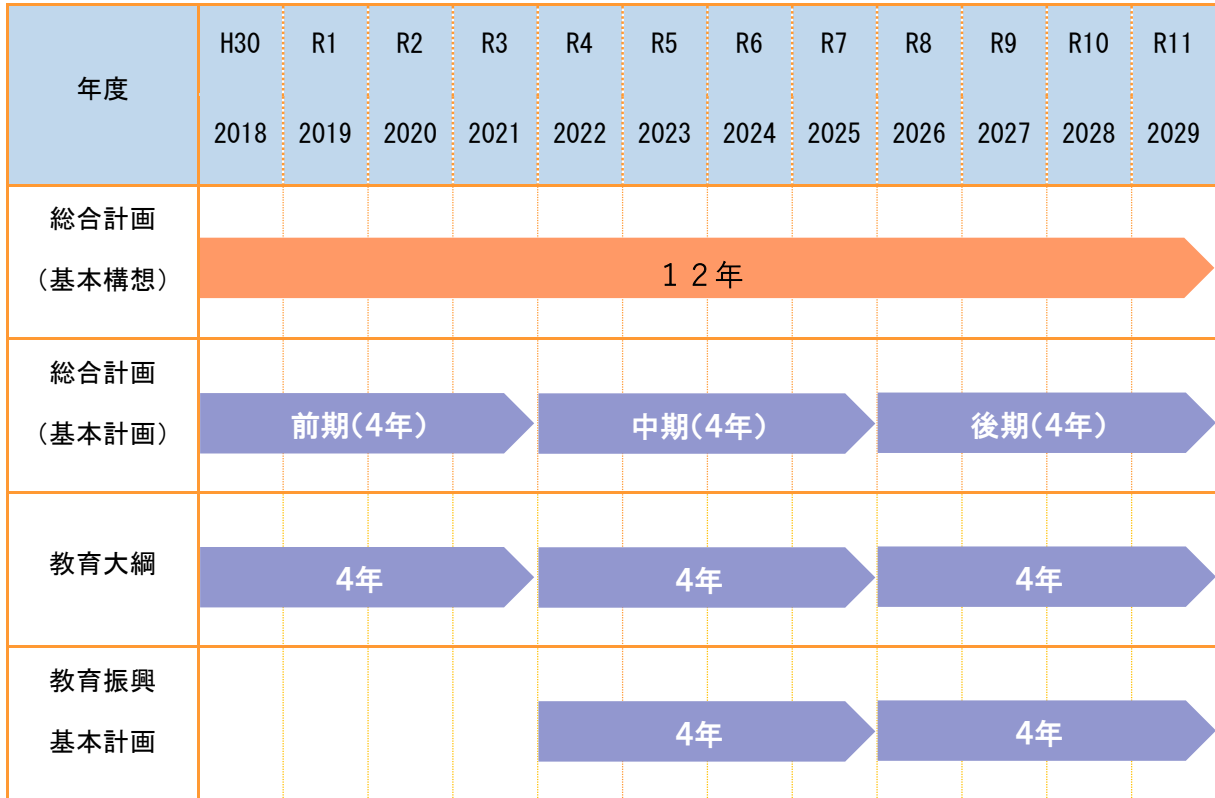 年度
H30 R1 R2 R3 R4 R5 R6 R7 R8 R9 R10 R11
2018 2019 2020 2021 2022 2023 2024 2025 2026 2027 2028 2029
総合計画
(基本構想)
１２年
総合計画
(基本計画)
前期(4年) 中期(4年) 後期(4年)
教育大綱
4年 4年 4年
教育振興
基本計画
4年 4年